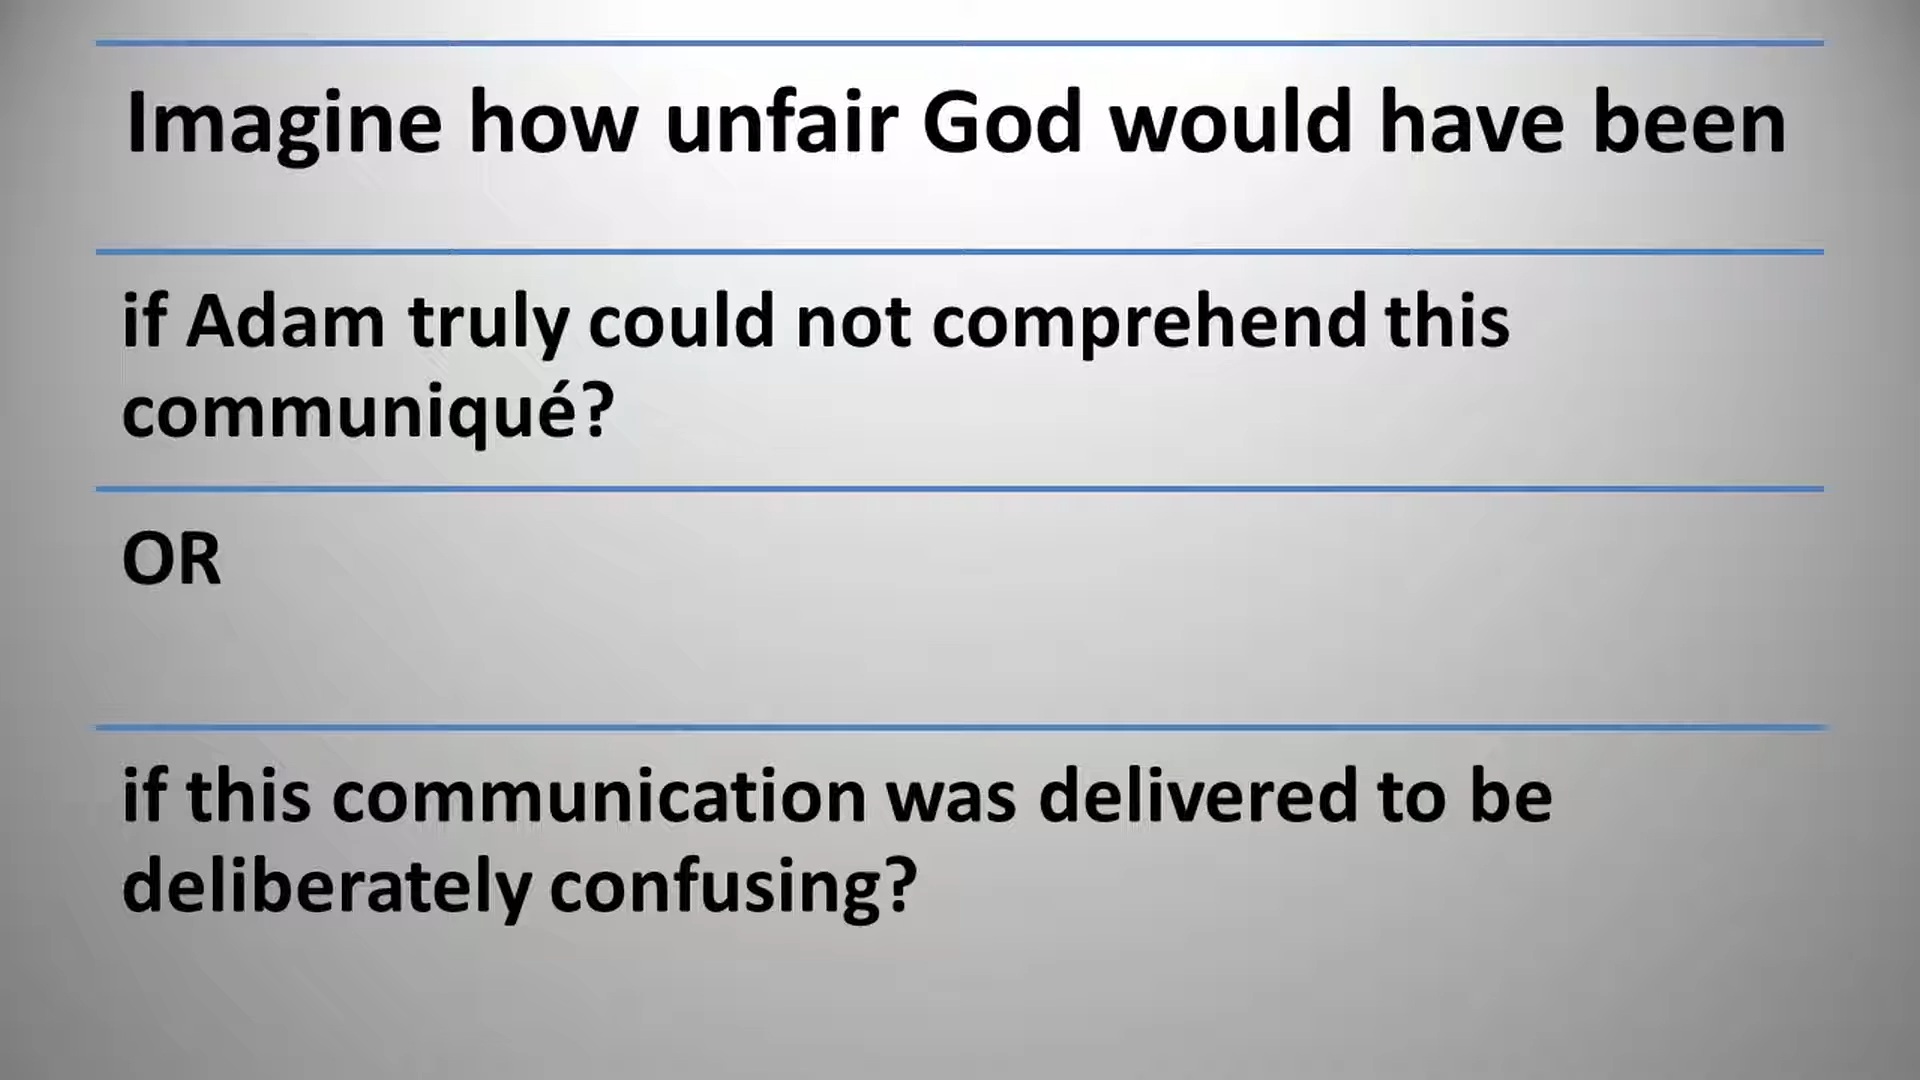 Imagine how unfair God would have been
if Adam truly could not comprehend this
communiqué?
OR
if this communication was delivered to be
deliberately confusing?